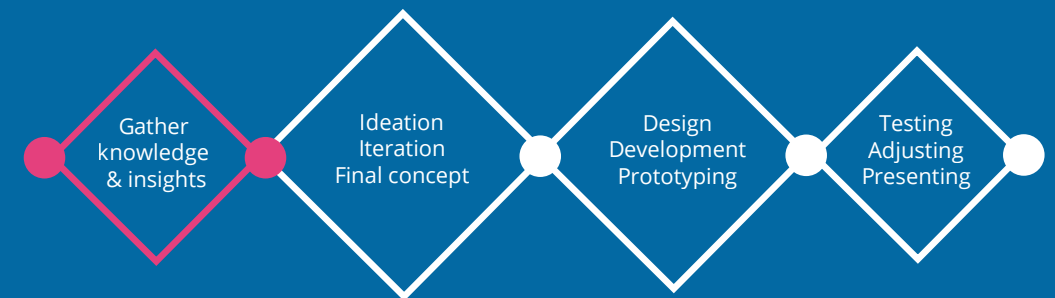 Gather
knowledge
& insights
Ideation
Iteration
Final concept
Design
Development
Prototyping
Testing
Adjusting
Presenting